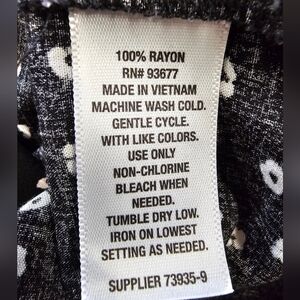 100% RAYON
RN# 93677
MADE IN VIETNAM
MACHINE WASH COLD.
GENTLE CYCLE.
WITH LIKE COLORS.
USE ONLY
NON-CHLORINE
BLEACH WHEN
NEEDED.
TUMBLE DRY LOW.
IRON ON LOWEST
SETTING AS NEEDED.
SUPPLIER 73935-9